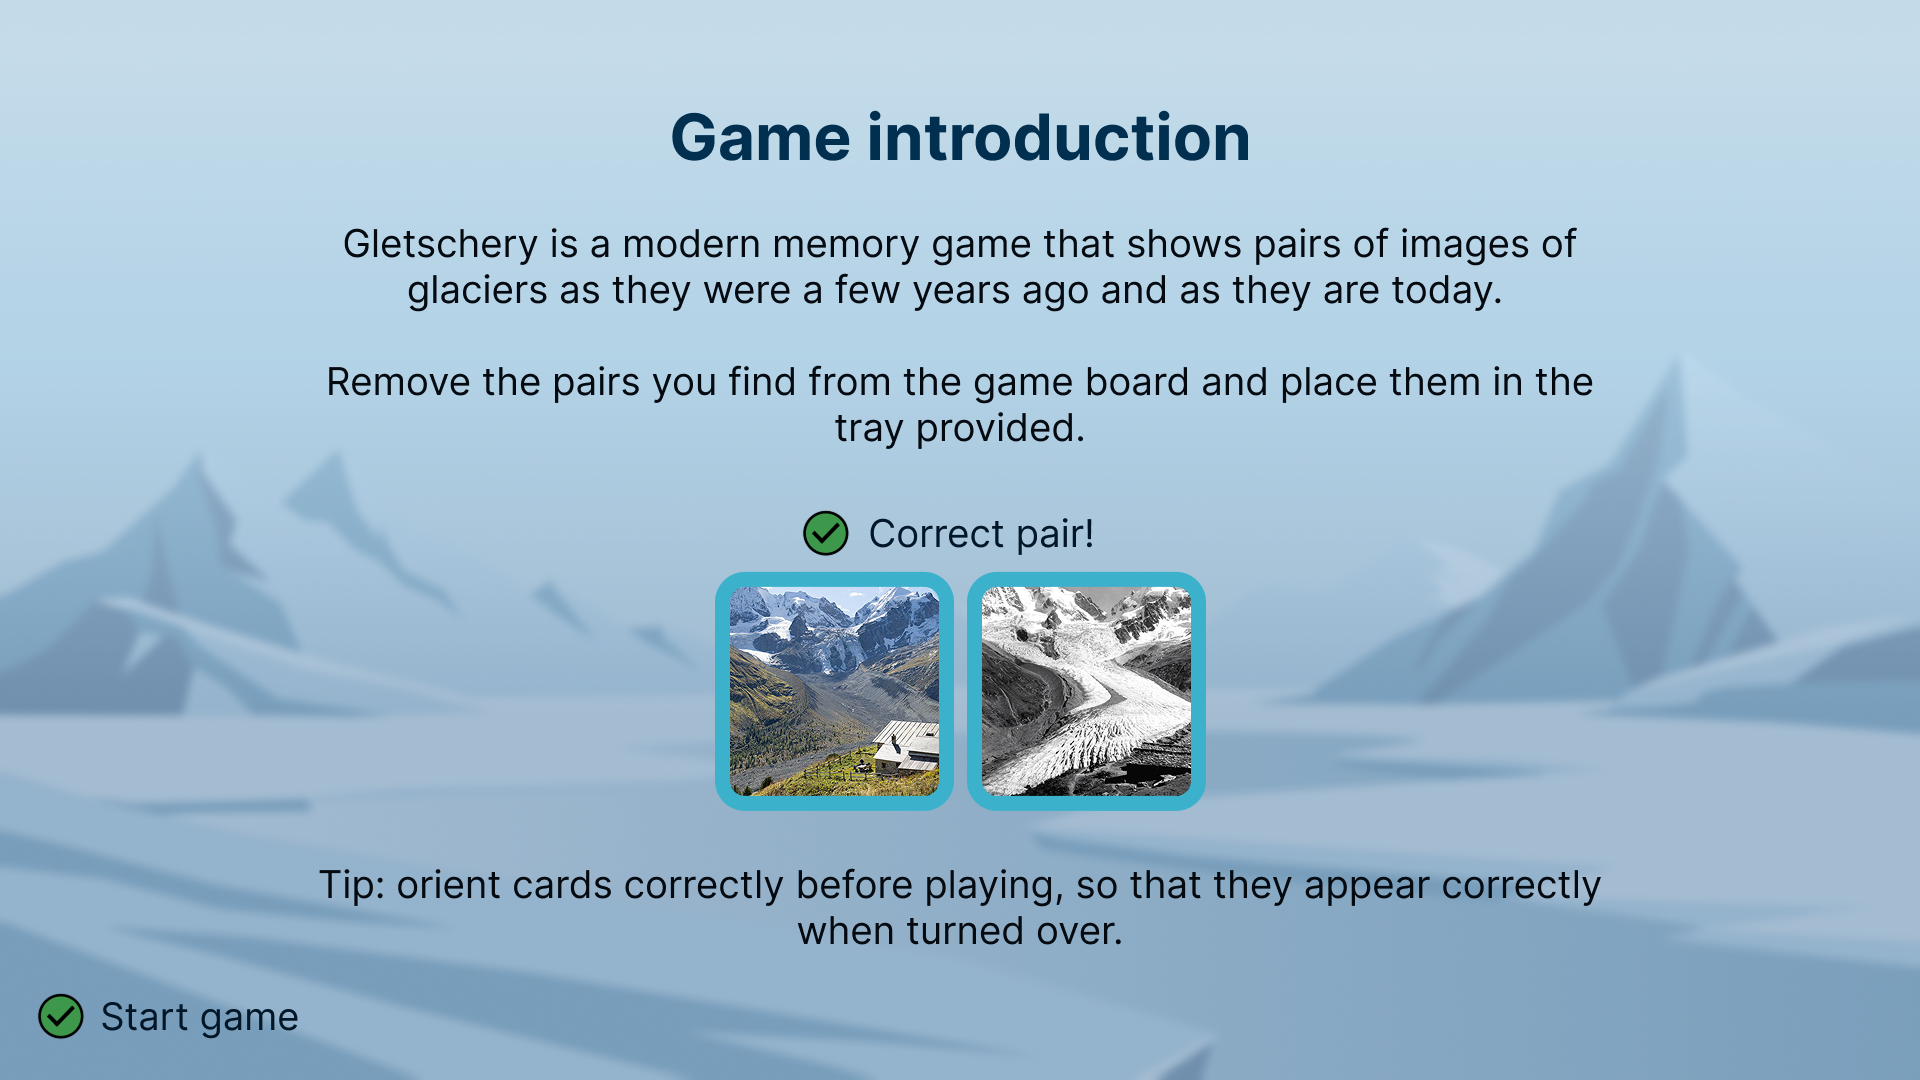 Game introduction
Gletschery is a modern memory game that shows pairs of images of
glaciers as they were a few years ago and as they are today.
Remove the pairs you find from the game board and place them in the
tray provided.
Correct pair!
Tip: orient cards correctly before playing, so that they appear correctly
when turned over.
Start game